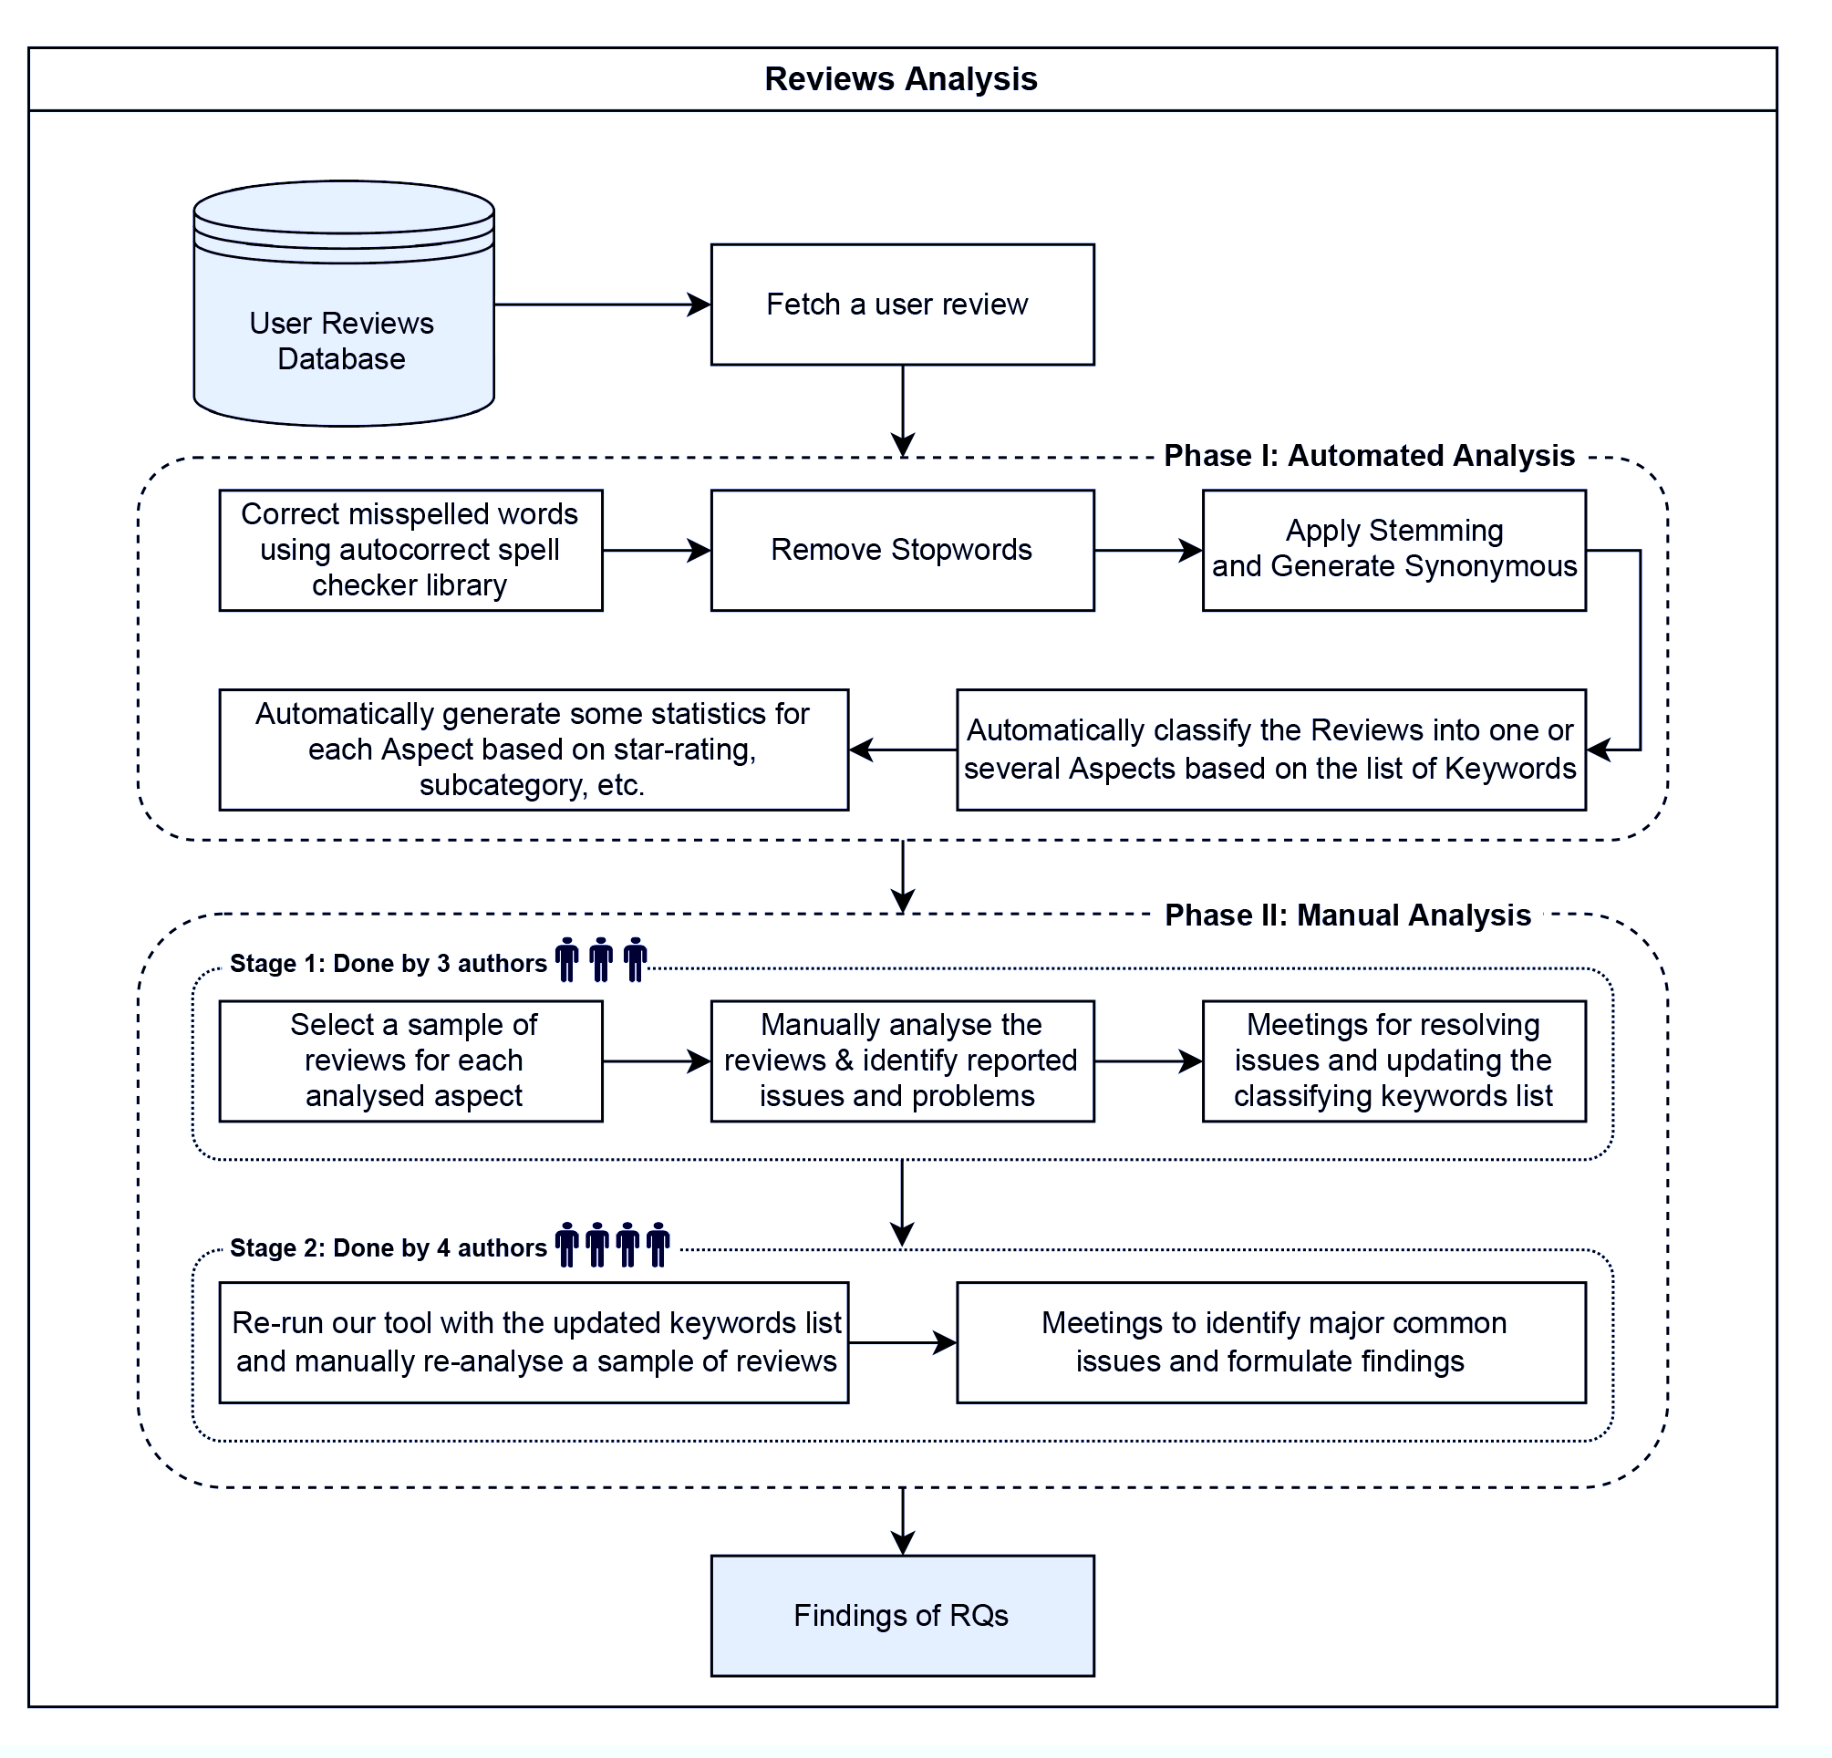 Reviews Analysis
User Reviews
Database
Fetch a user review
Phase I: Automated Analysis
Correct misspelled words
using autocorrect spell
checker library
Remove Stopwords
Apply Stemming
and Generate Synonymous
Automatically classify the Reviews into one or
several Aspects based on the list of Keywords
Automatically generate some statistics for
each Aspect based on star-rating,
subcategory, etc.
Phase II: Manual Analysis
Stage 1: Done by 3 authors
Select a sample of
reviews for each
analysed aspect
Manually analyse the
reviews & identify reported
issues and problems
Meetings for resolving
issues and updating the
classifying keywords list
Stage 2: Done by 4 authors
Re-run our tool with the updated keywords list
and manually re-analyse a sample of reviews
Meetings to identify major common
issues and formulate findings
Findings of RQs